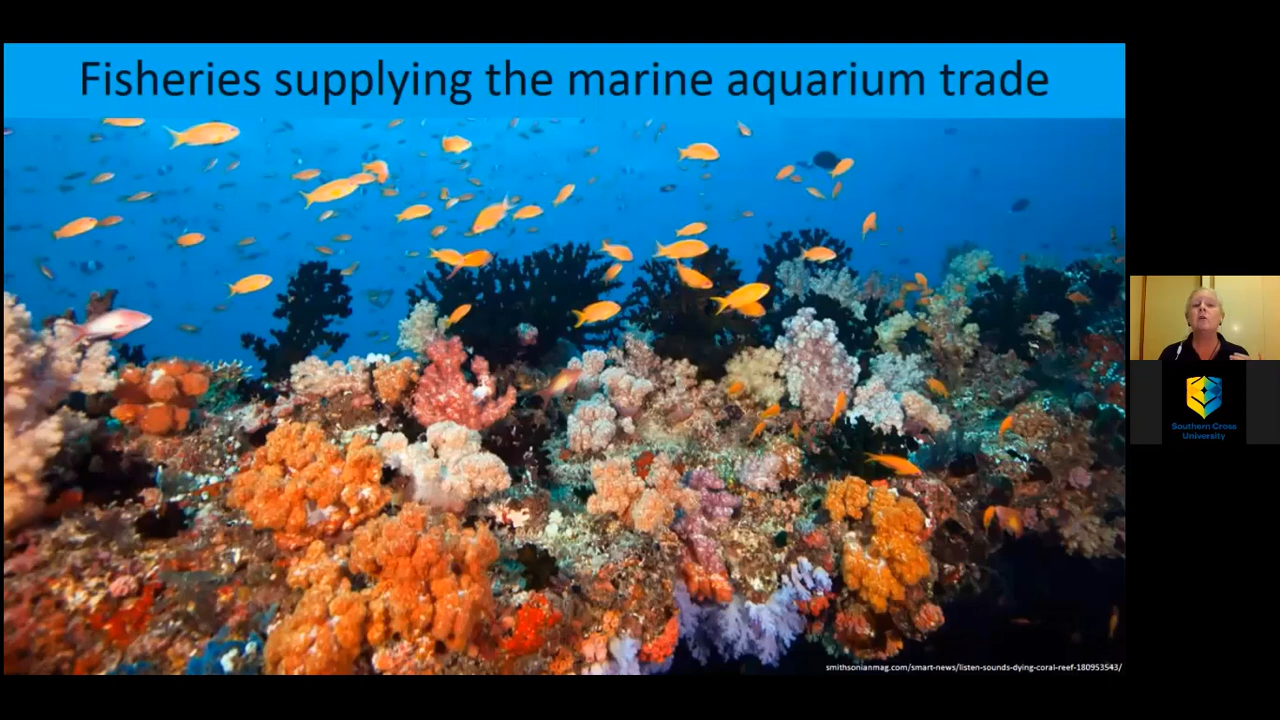 Fisheries supplying the marine aquarium trade
Southern Cross
University
smithsonianmag.com/smart-news/listen-sounds-dying-coral-reef-180953543/